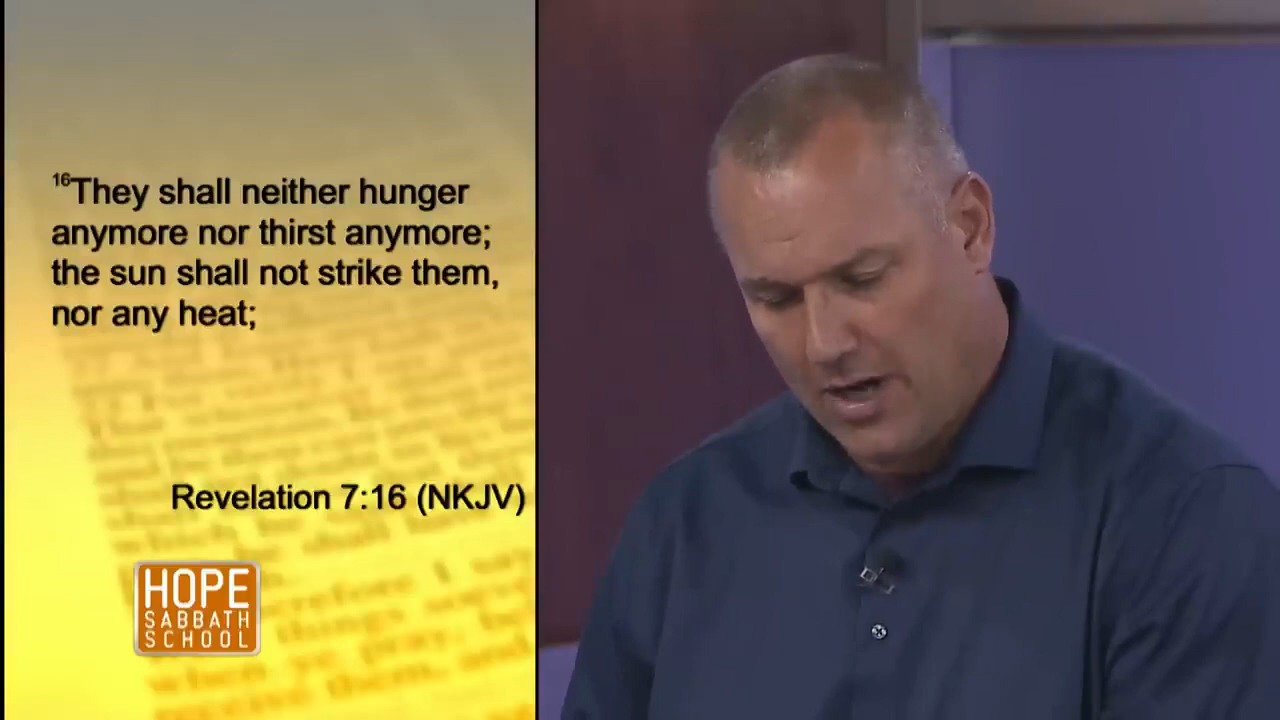 ¹⁶They shall neither hunger
anymore nor thirst anymore;
the sun shall not strike them,
nor any heat;
Revelation 7:16 (NKJV)
HOPE
SABBATH
SCHOOL